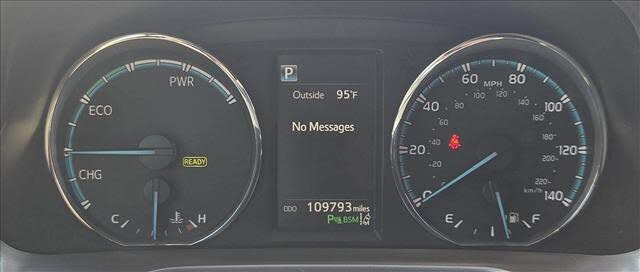 PWR
ECO
CHG
READY
C H
P
Outside 95°F
No Messages
ODO 109793 miles
P BSM
MPH
0 20 40 60 80 100 120 140
20 40 60 80 100 120 140 180 200 220
km/h
E F